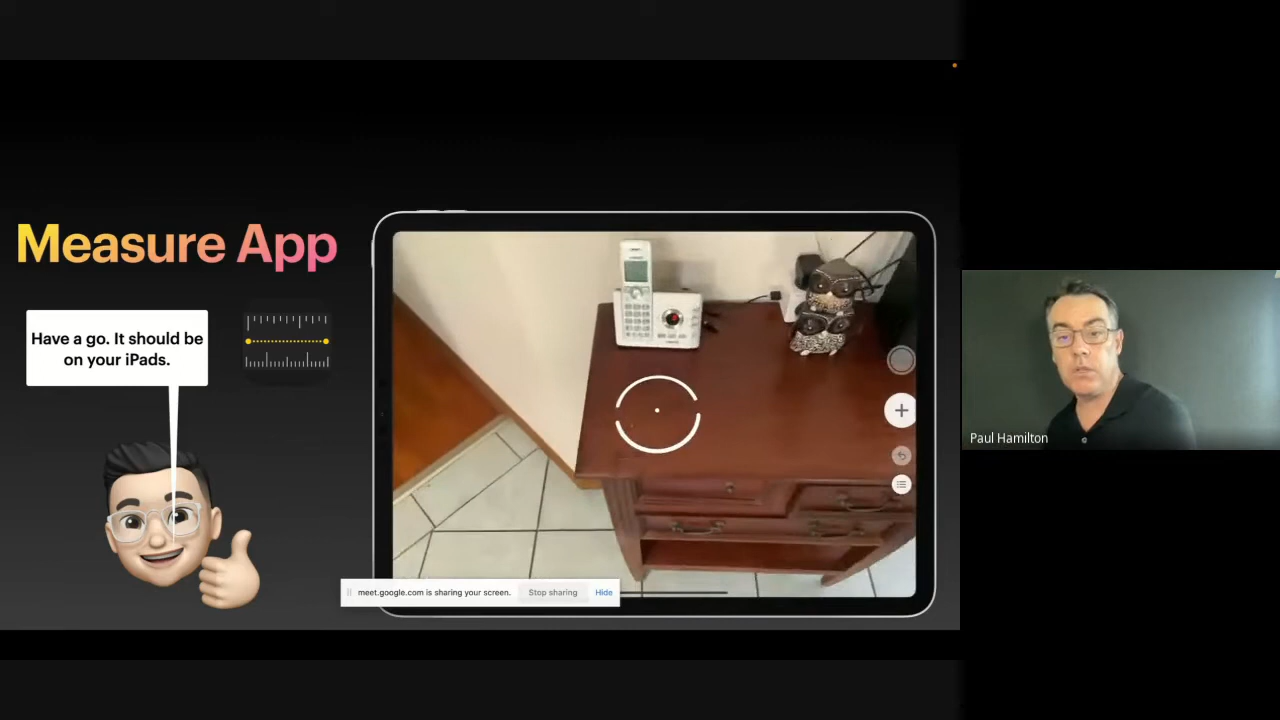 Measure App
Have a go. It should be
on your iPads.
meet.google.com is sharing your screen.
Stop sharing
Hide
Paul Hamilton